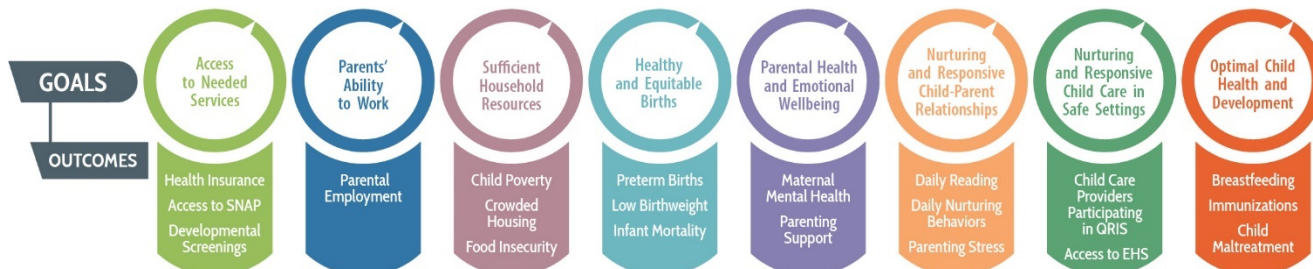 GOALS
Access
to Needed
Services
Parents'
Ability
to Work
Sufficient
Household
Resources
Healthy
and Equitable
Births
Parental Health
and Emotional
Wellbeing
Nurturing
and Responsive
Child-Parent
Relationships
Nurturing
and Responsive
Child Care in
Safe Settings
Optimal Child
Health and
Development
OUTCOMES
Health Insurance
Access to SNAP
Developmental
Screenings
Parental
Employment
Child Poverty
Crowded
Housing
Food Insecurity
Preterm Births
Low Birthweight
Infant Mortality
Maternal
Mental Health
Parenting
Support
Daily Reading
Daily Nurturing
Behaviors
Parenting Stress
Child Care
Providers
Participating
in QRIS
Access to EHS
Breastfeeding
Immunizations
Child
Maltreatment